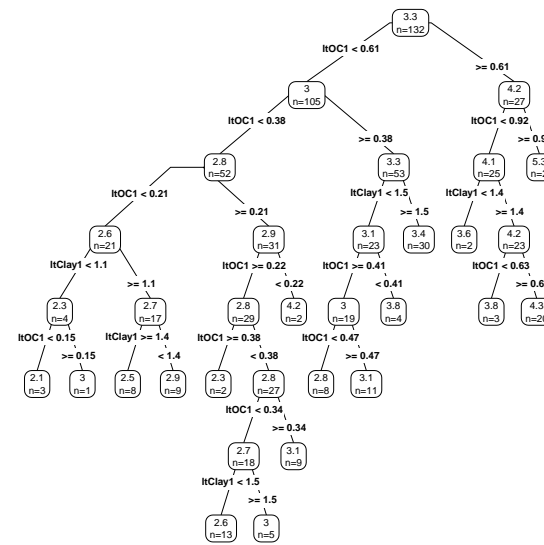 3.3
n=132
ltOC1 < 0.61
>= 0.61
3
n=105
4.2
n=27
ltOC1 < 0.38
>= 0.38
ltOC1 < 0.92
2.8
n=52
3.3
n=53
4.1
n=25
ltOC1 < 0.21
>= 0.21
ltClay1 < 1.5
>= 1.5
ltClay1 < 1.4
>= 1.4
2.6
n=21
2.9
n=31
3.1
n=23
3.4
n=30
3.6
n=2
4.2
n=23
ltClay1 < 1.1
>= 1.1
ltOC1 >= 0.22
< 0.22
ltOC1 >= 0.41
< 0.41
ltOC1 < 0.63
2.3
n=4
2.7
n=17
2.8
n=29
4.2
n=2
3
n=19
3.8
n=4
3.8
n=3
4.3
ltOC1 < 0.15
>= 0.15
ltClay1 >= 1.4
< 1.4
ltOC1 >= 0.38
< 0.38
ltOC1 < 0.47
>= 0.47
2.1
n=3
3
n=1
2.5
n=8
2.9
n=9
2.3
n=2
2.8
n=27
2.8
n=8
3.1
n=11
ltOC1 < 0.34
>= 0.34
2.7
n=18
3.1
n=9
ltClay1 < 1.5
>= 1.5
2.6
n=13
3
n=5